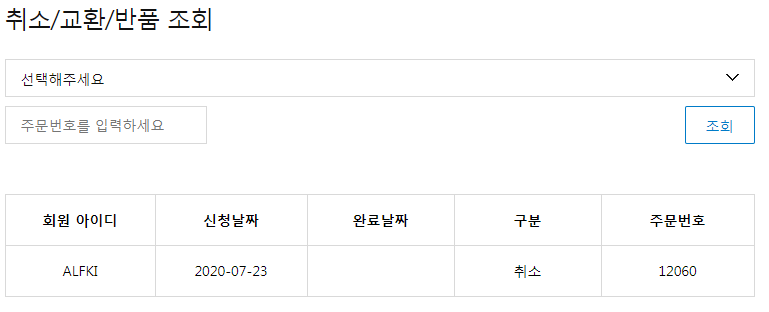 취소/교환/반품 조회
선택해주세요
주문번호를 입력하세요 조회
회원 아이디 신청날짜 완료날짜 구분 주문번호
ALFKI 2020-07-23 취소 12060